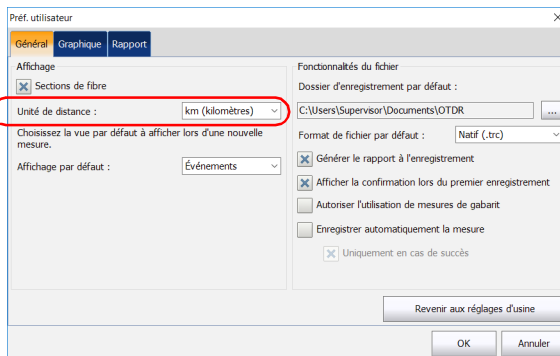 Préf. utilisateur
Général Graphique Rapport
Affichage
Sections de fibre
Unité de distance : km (kilomètres)
Choisissez la vue par défaut à afficher lors d'une nouvelle
mesure.
Affichage par défaut : Événements
Fonctionnalités du fichier
Dossier d'enregistrement par défaut :
C:\Users\Supervisor\Documents\OTDR ...
Format de fichier par défaut : Natif (.trc)
Générer le rapport à l'enregistrement
Afficher la confirmation lors du premier enregistrement
Autoriser l'utilisation de mesures de gabarit
Enregistrer automatiquement la mesure
Uniquement en cas de succès
Revenir aux réglages d'usine
OK Annuler